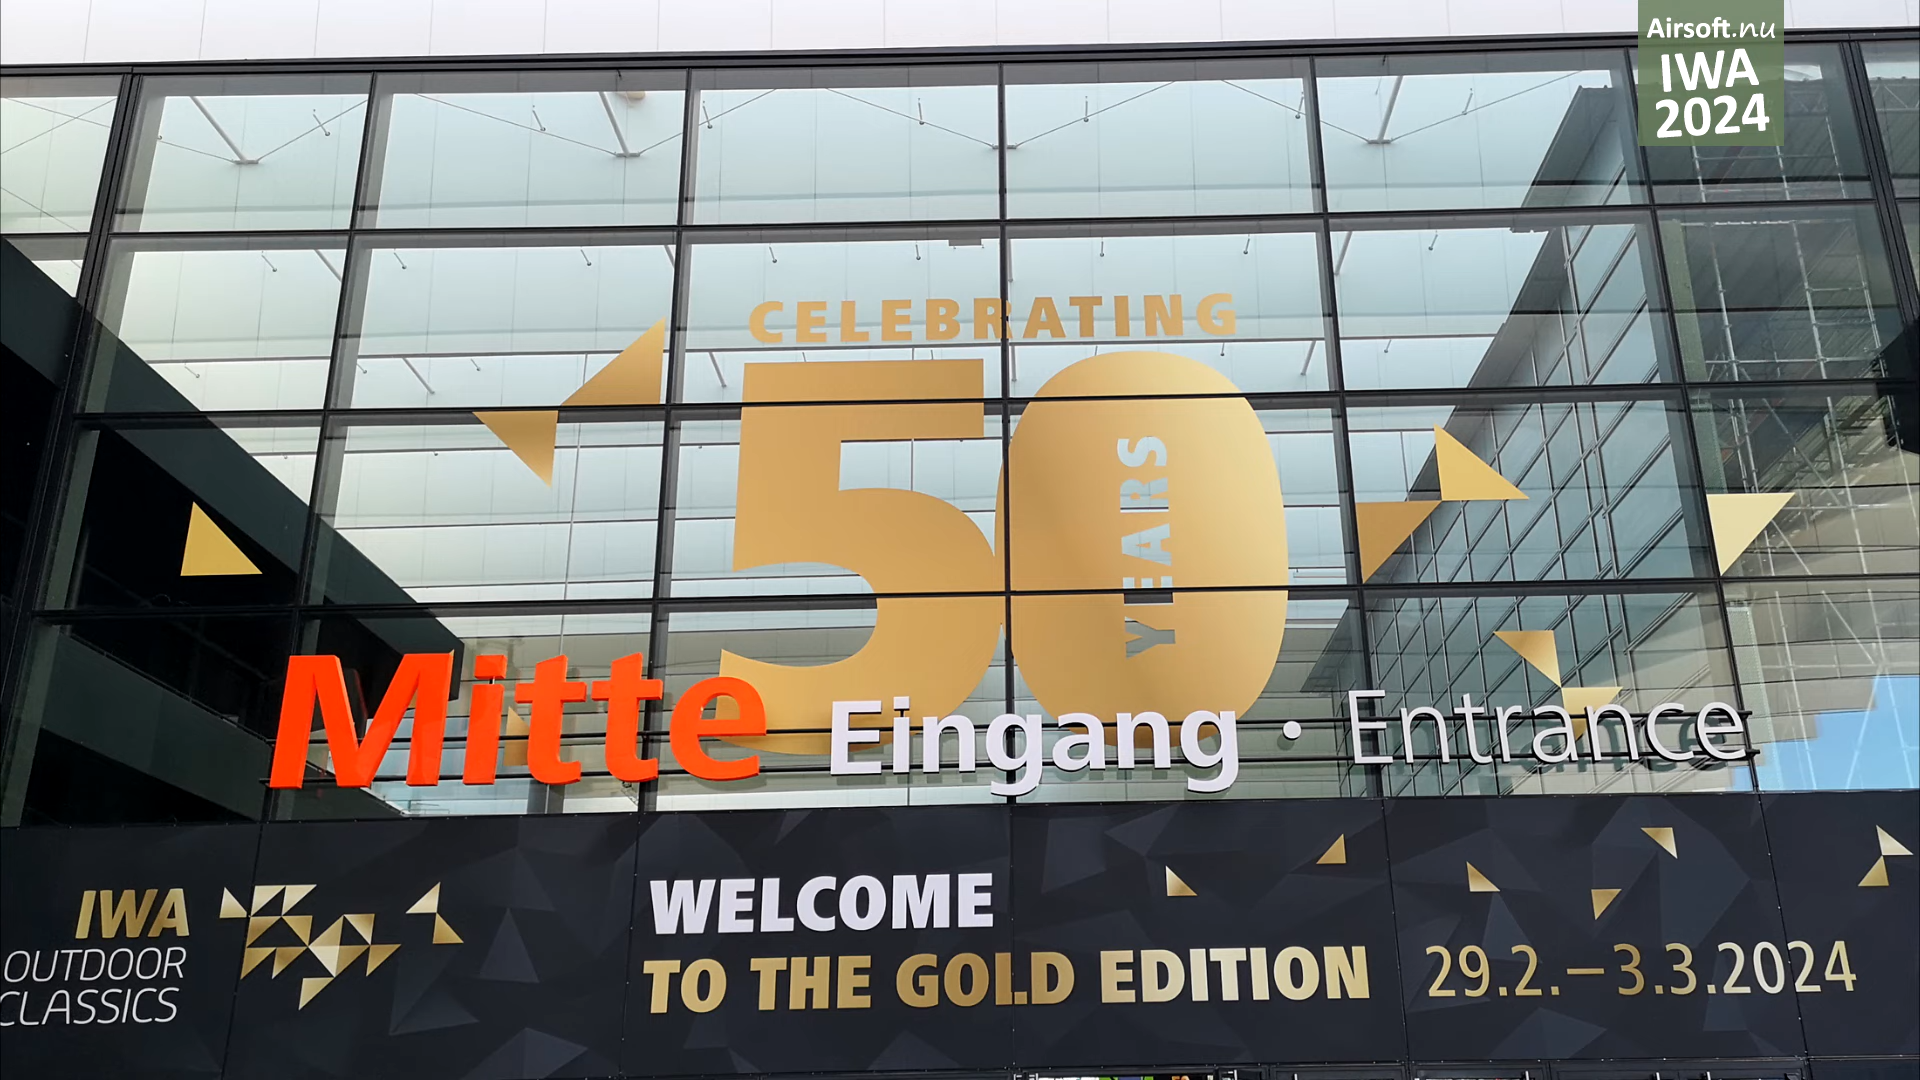 Airsoft.nu
IWA
2024
CELEBRATING
50
YEARS
Mitte Eingang • Entrance
IWA
OUTDOOR
CLASSICS
WELCOME
TO THE GOLD EDITION
29.2.–3.3.2024